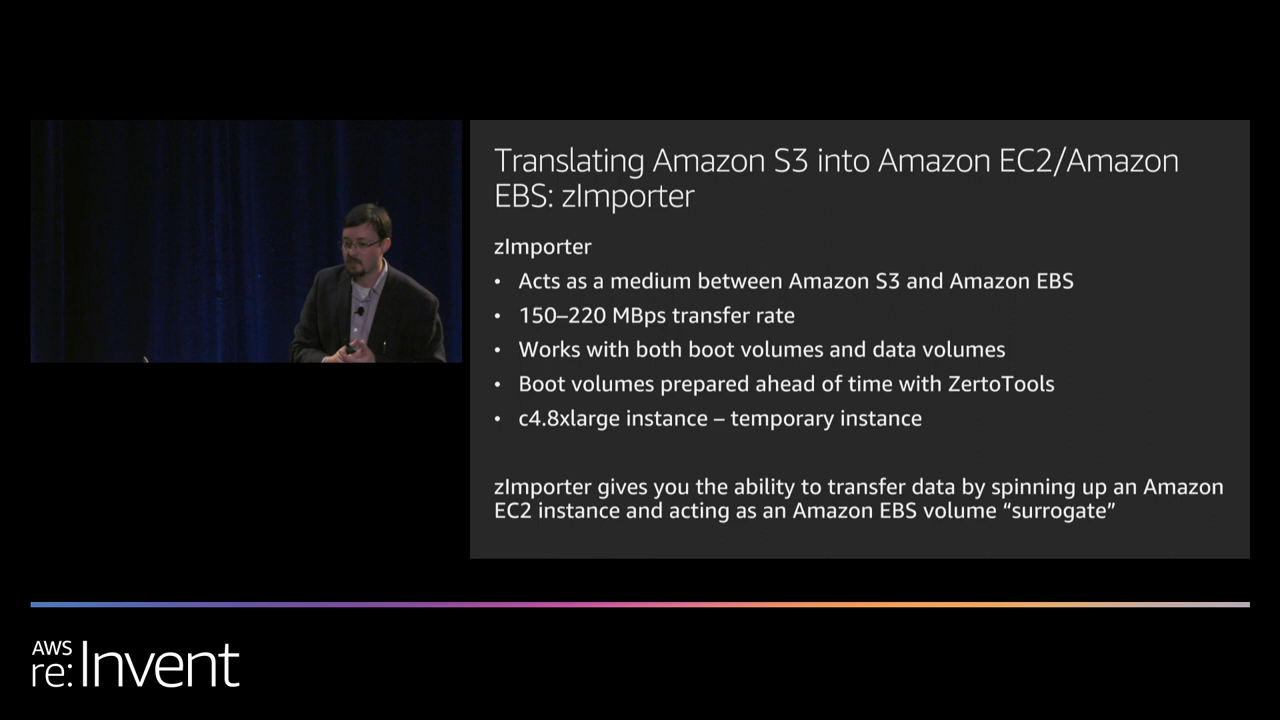 Translating Amazon S3 into Amazon EC2/Amazon
EBS: zImporter
zImporter
• Acts as a medium between Amazon S3 and Amazon EBS
• 150–220 MBps transfer rate
• Works with both boot volumes and data volumes
• Boot volumes prepared ahead of time with ZertoTools
• c4.8xlarge instance – temporary instance
zImporter gives you the ability to transfer data by spinning up an Amazon
EC2 instance and acting as an Amazon EBS volume “surrogate”
AWS
re:Invent